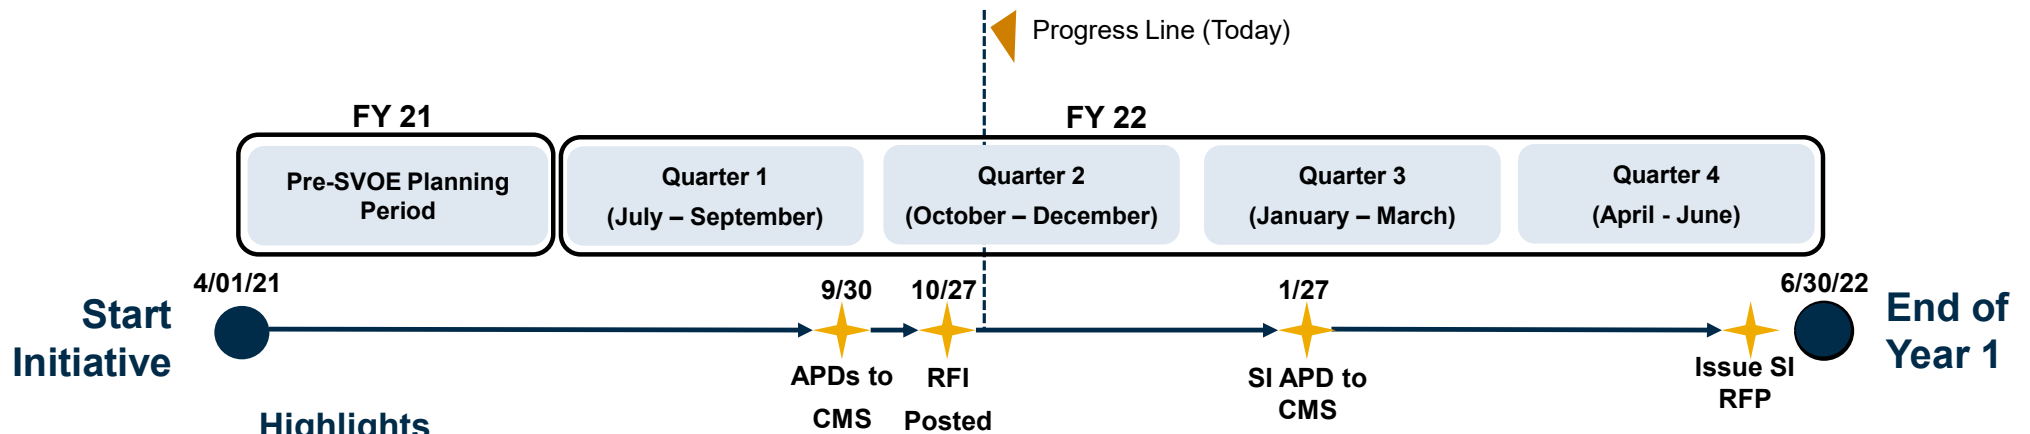 Progress Line (Today)
FY 21
FY 22
Pre-SVOE Planning
Period
Quarter 1
(July – September)
Quarter 2
(October – December)
Quarter 3
(January – March)
Quarter 4
(April - June)
4/01/21
9/30
10/27
1/27
6/30/22
Start
Initiative
End of
Year 1
APDs to
CMS
RFI
Posted
SI APD to
CMS
Issue SI
RFP
Highlights